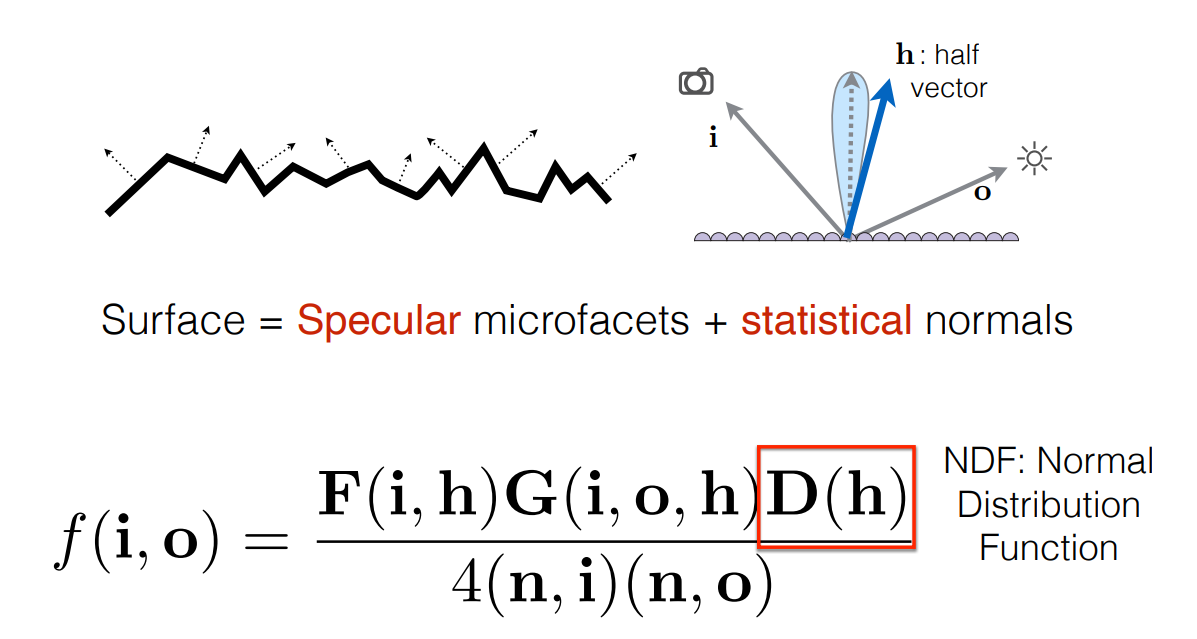 h : half
vector
i
o
Surface = Specular microfacets + statistical normals
f(i, o) = F(i, h)G(i, o, h)D(h) / 4(n, i)(n, o)
NDF: Normal
Distribution
Function